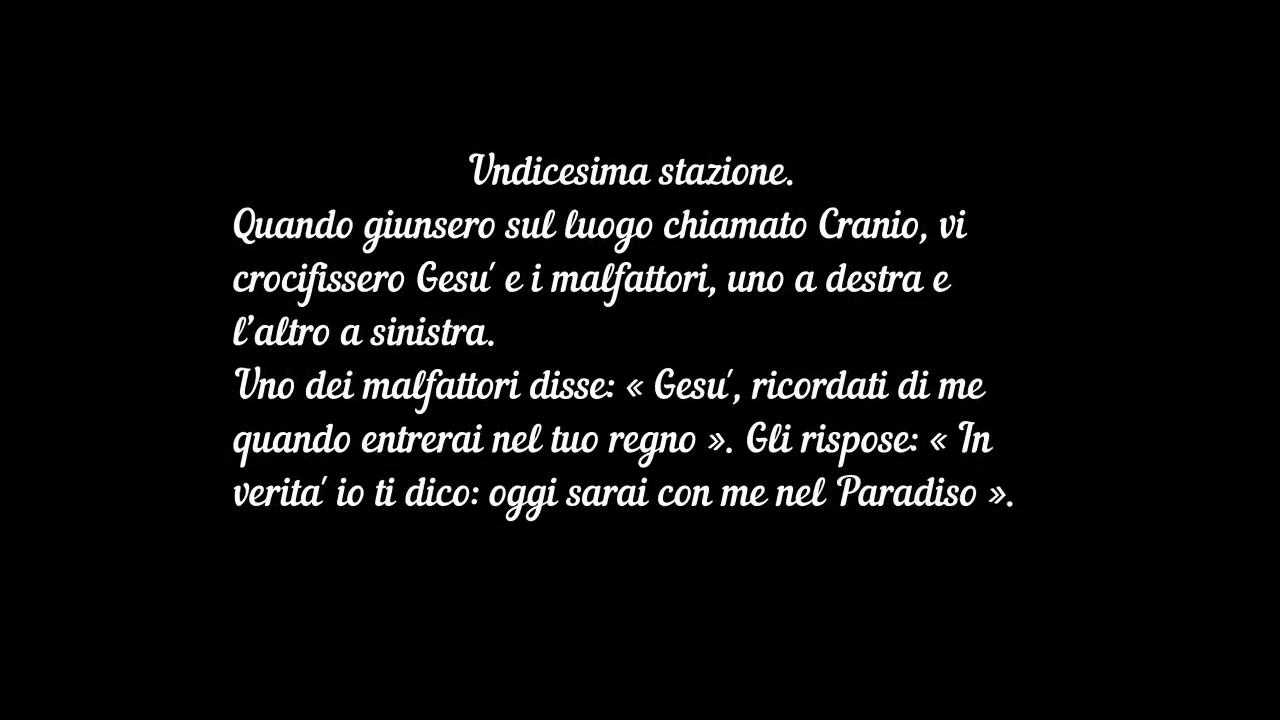 Undicesima stazione.
Quando giunsero sul luogo chiamato Cranio, vi
crocifissero Gesu' e i malfattori, uno a destra e
l’altro a sinistra.
Uno dei malfattori disse: « Gesu', ricordati di me
quando entrerai nel tuo regno ». Gli rispose: « In
verita' io ti dico: oggi sarai con me nel Paradiso ».